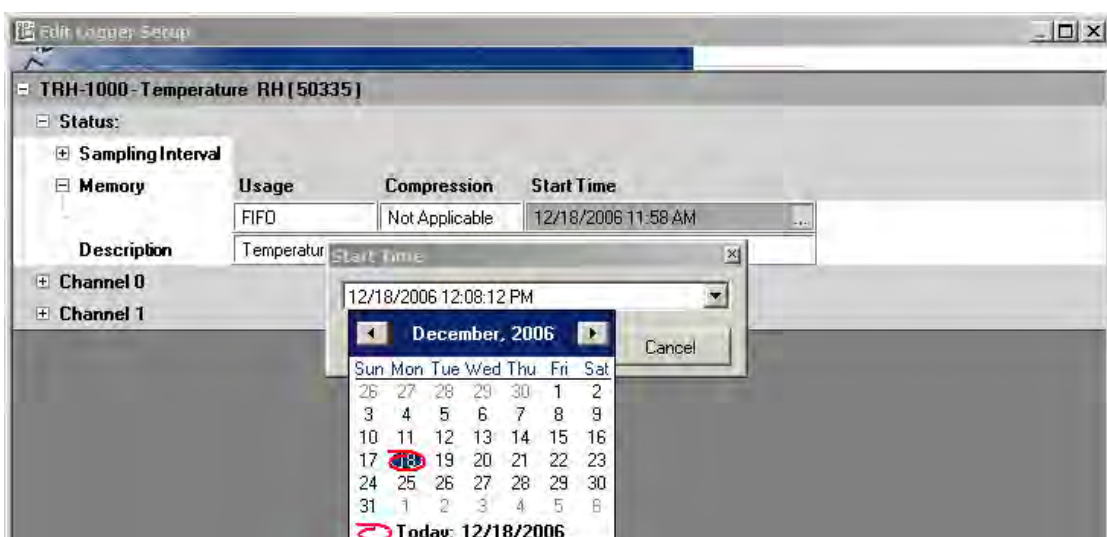 Edit Logger Setup
TRH-1000 - Temperature RH ( 50335 )
Status:
Sampling Interval
Memory Usage Compression Start Time
FIFO Not Applicable 12/18/2006 11:58 AM ...
Description Temperatur
Start Time
Channel 0
12/18/2006 12:08:12 PM
Channel 1
December, 2006
Cancel
Sun Mon Tue Wed Thu Fri Sat
26 27 28 29 30 1 2
3 4 5 6 7 8 9
10 11 12 13 14 15 16
17 18 19 20 21 22 23
24 25 26 27 28 29 30
31 1 2 3 4 5 6
Today: 12/18/2006